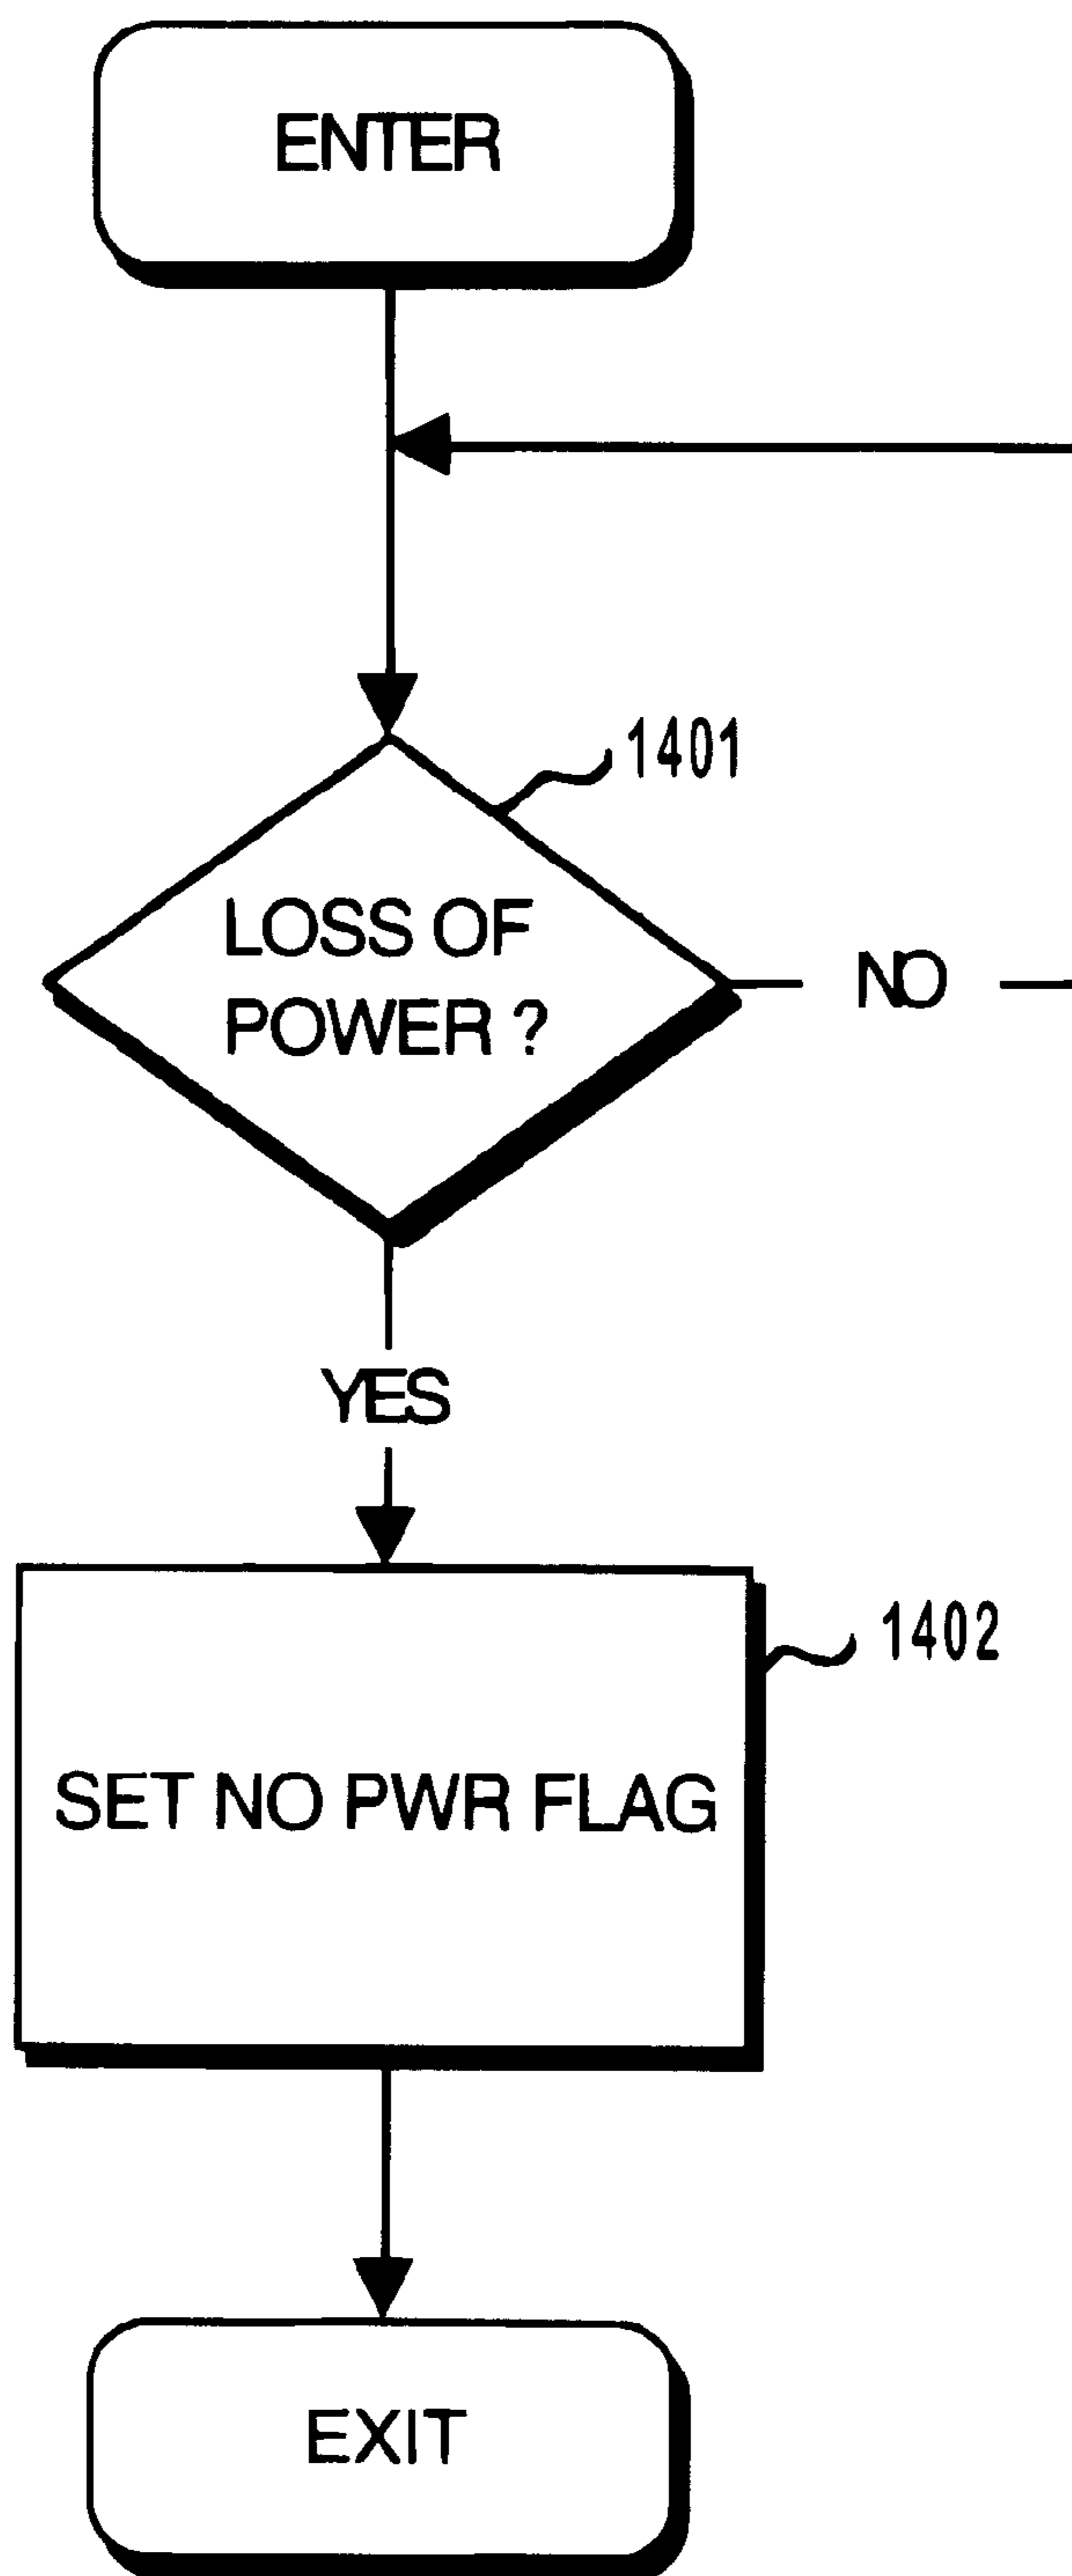 ENTER
1401
LOSS OF
POWER ?
NO
YES
1402
SET NO PWR FLAG
EXIT